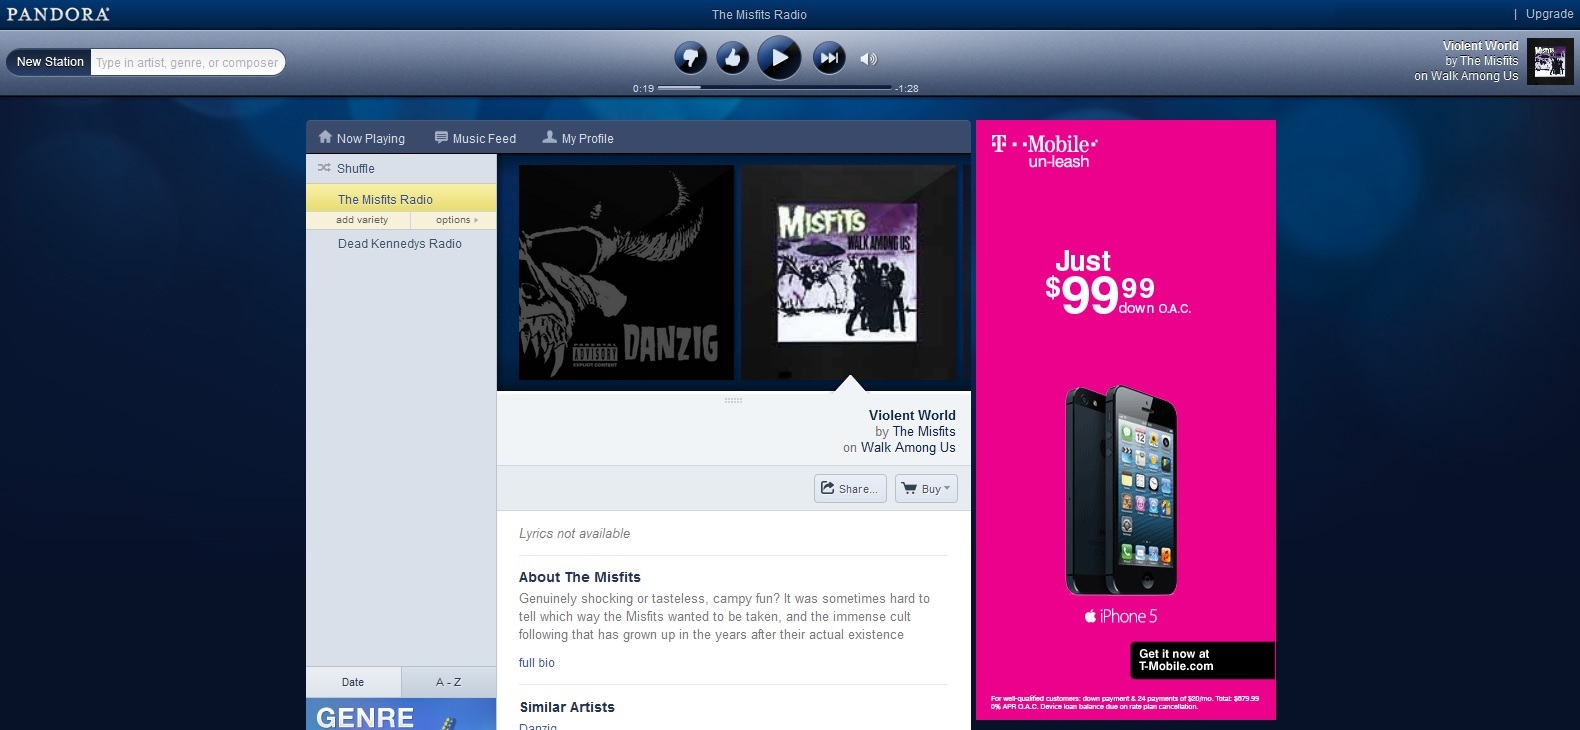 PANDORA
The Misfits Radio
| Upgrade
New Station
Type in artist, genre, or composer
0:19
-1:28
Violent World
by The Misfits
on Walk Among Us
MISFITS
Now Playing
Music Feed
My Profile
Shuffle
The Misfits Radio
add variety
options
Dead Kennedys Radio
Date
A - Z
GENRE
PARENTAL
ADVISORY
EXPLICIT CONTENT
DANZIG
MISFITS
WALK AMONG US
Violent World
by The Misfits
on Walk Among Us
Share...
Buy
Lyrics not available
About The Misfits
Genuinely shocking or tasteless, campy fun? It was sometimes hard to
tell which way the Misfits wanted to be taken, and the immense cult
following that has grown up in the years after their actual existence
full bio
Similar Artists
Danzig
T··Mobile·
un-leash
Just
$99 99
down O.A.C.
iPhone 5
Get it now at
T-Mobile.com
For well-qualified customers: down payment & 24 payments of $20/mo. Total: $579.99
0% APR O.A.C. Device loan balance due on rate plan cancellation.